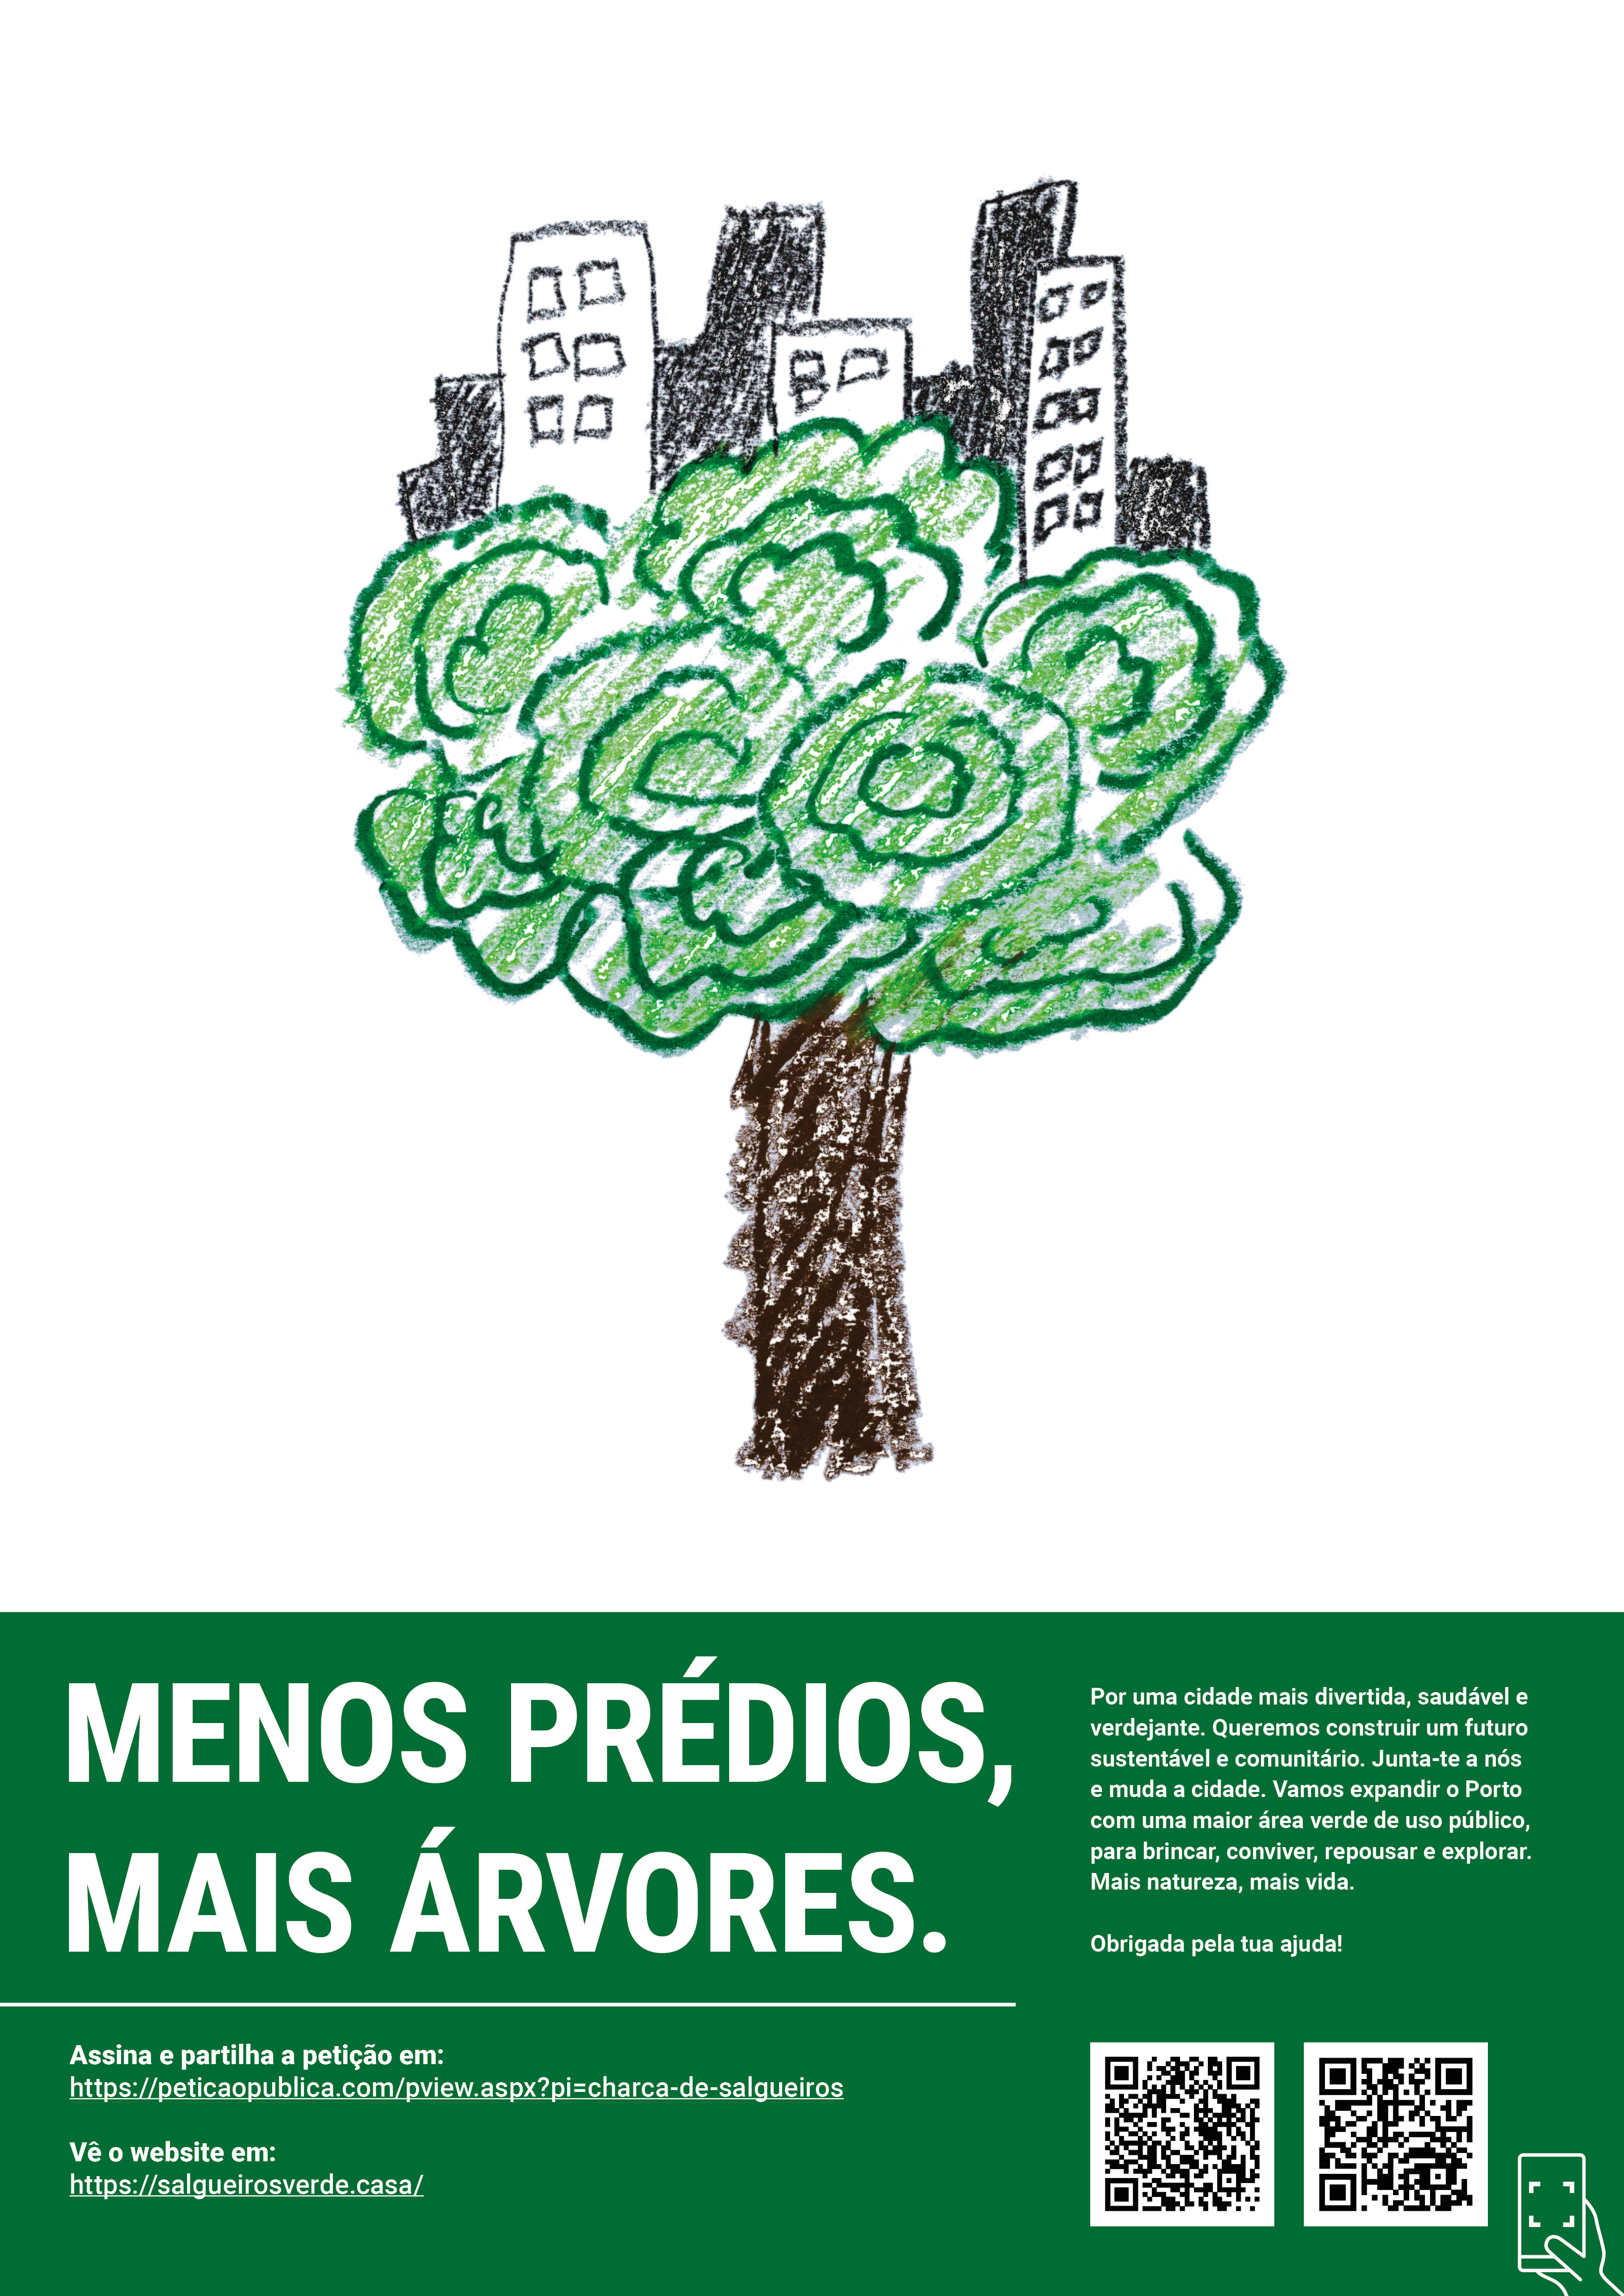 MENOS PRÉDIOS,
MAIS ÁRVORES.
Por uma cidade mais divertida, saudável e
verdejante. Queremos construir um futuro
sustentável e comunitário. Junta-te a nós
e muda a cidade. Vamos expandir o Porto
com uma maior área verde de uso público,
para brincar, conviver, repousar e explorar.
Mais natureza, mais vida.
Obrigada pela tua ajuda!
Assina e partilha a petição em:
https://peticaopublica.com/pview.aspx?pi=charca-de-salgueiros
Vê o website em:
https://salgueirosverde.casa/